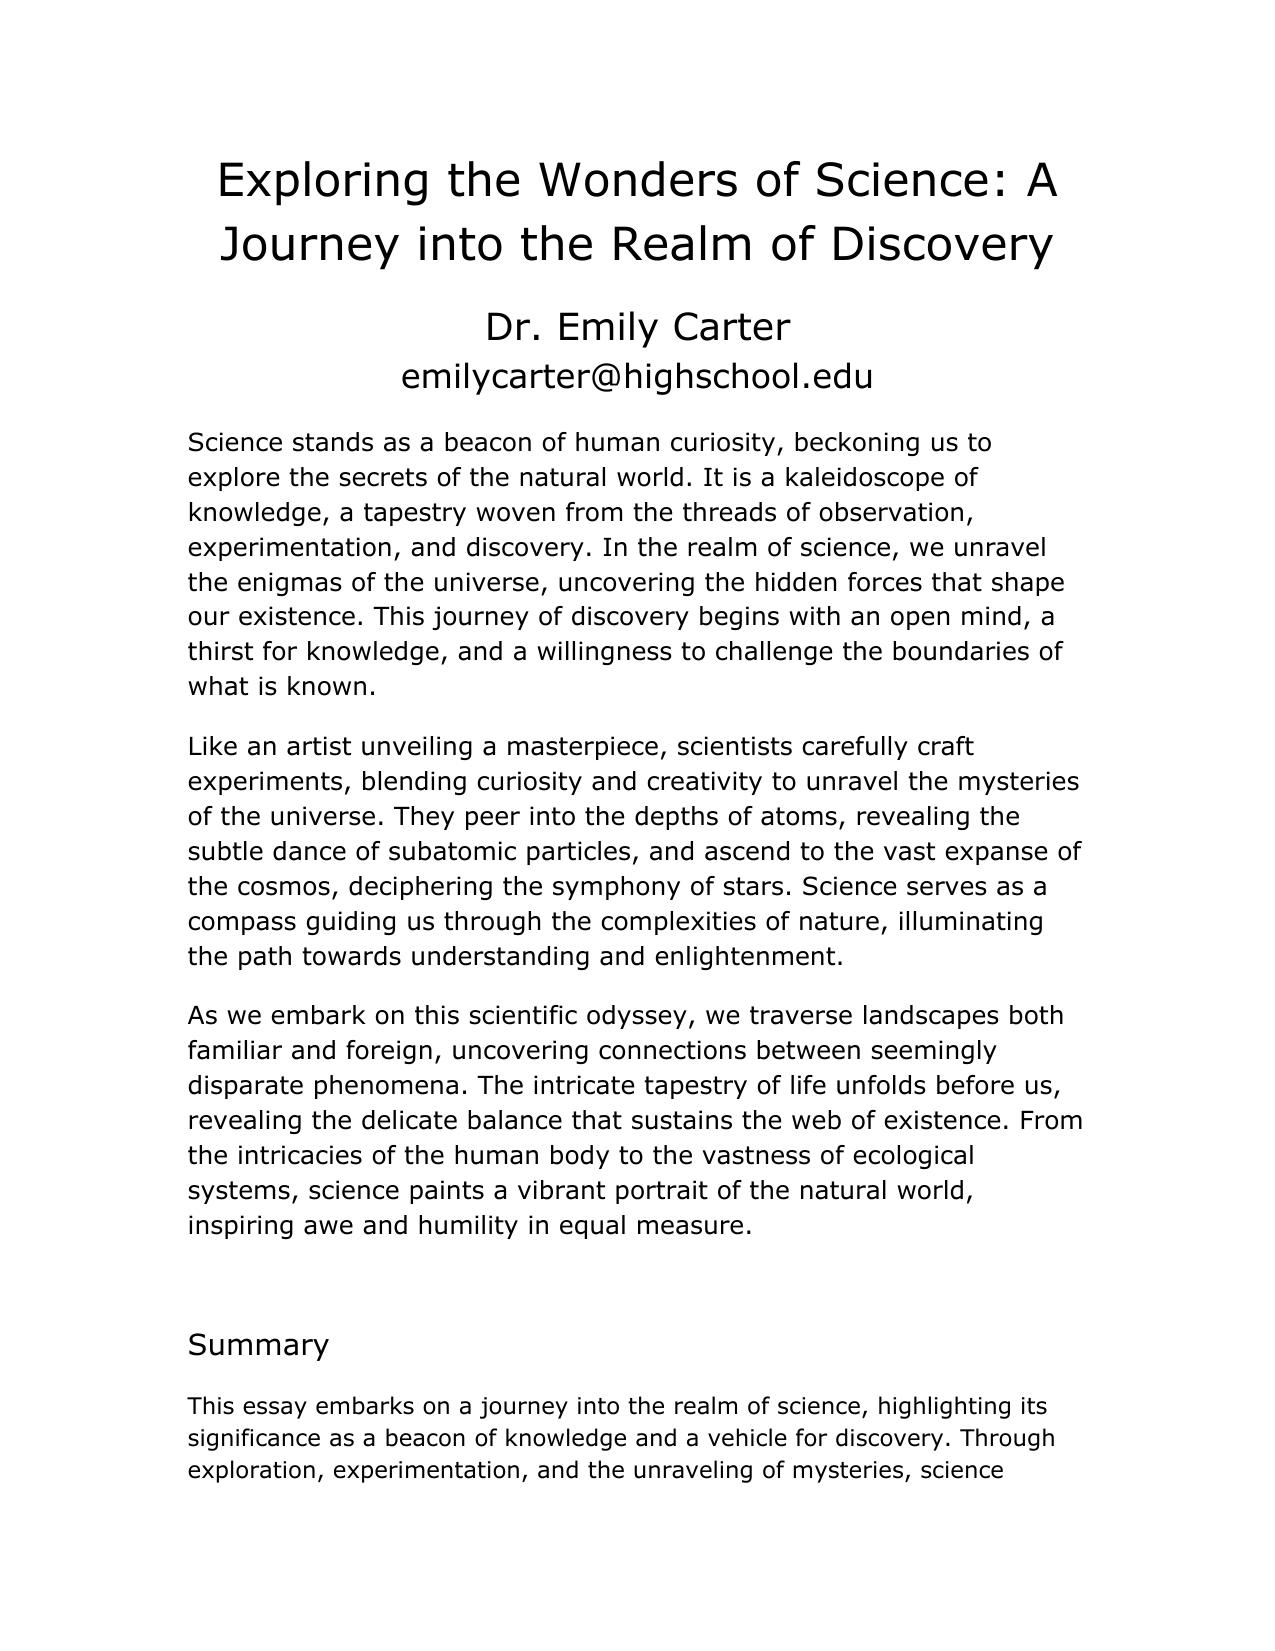 Exploring the Wonders of Science: A
Journey into the Realm of Discovery
Dr. Emily Carter
emilycarter@highschool.edu
Science stands as a beacon of human curiosity, beckoning us to
explore the secrets of the natural world. It is a kaleidoscope of
knowledge, a tapestry woven from the threads of observation,
experimentation, and discovery. In the realm of science, we unravel
the enigmas of the universe, uncovering the hidden forces that shape
our existence. This journey of discovery begins with an open mind, a
thirst for knowledge, and a willingness to challenge the boundaries of
what is known.
Like an artist unveiling a masterpiece, scientists carefully craft
experiments, blending curiosity and creativity to unravel the mysteries
of the universe. They peer into the depths of atoms, revealing the
subtle dance of subatomic particles, and ascend to the vast expanse of
the cosmos, deciphering the symphony of stars. Science serves as a
compass guiding us through the complexities of nature, illuminating
the path towards understanding and enlightenment.
As we embark on this scientific odyssey, we traverse landscapes both
familiar and foreign, uncovering connections between seemingly
disparate phenomena. The intricate tapestry of life unfolds before us,
revealing the delicate balance that sustains the web of existence. From
the intricacies of the human body to the vastness of ecological
systems, science paints a vibrant portrait of the natural world,
inspiring awe and humility in equal measure.
Summary
This essay embarks on a journey into the realm of science, highlighting its
significance as a beacon of knowledge and a vehicle for discovery. Through
exploration, experimentation, and the unraveling of mysteries, science